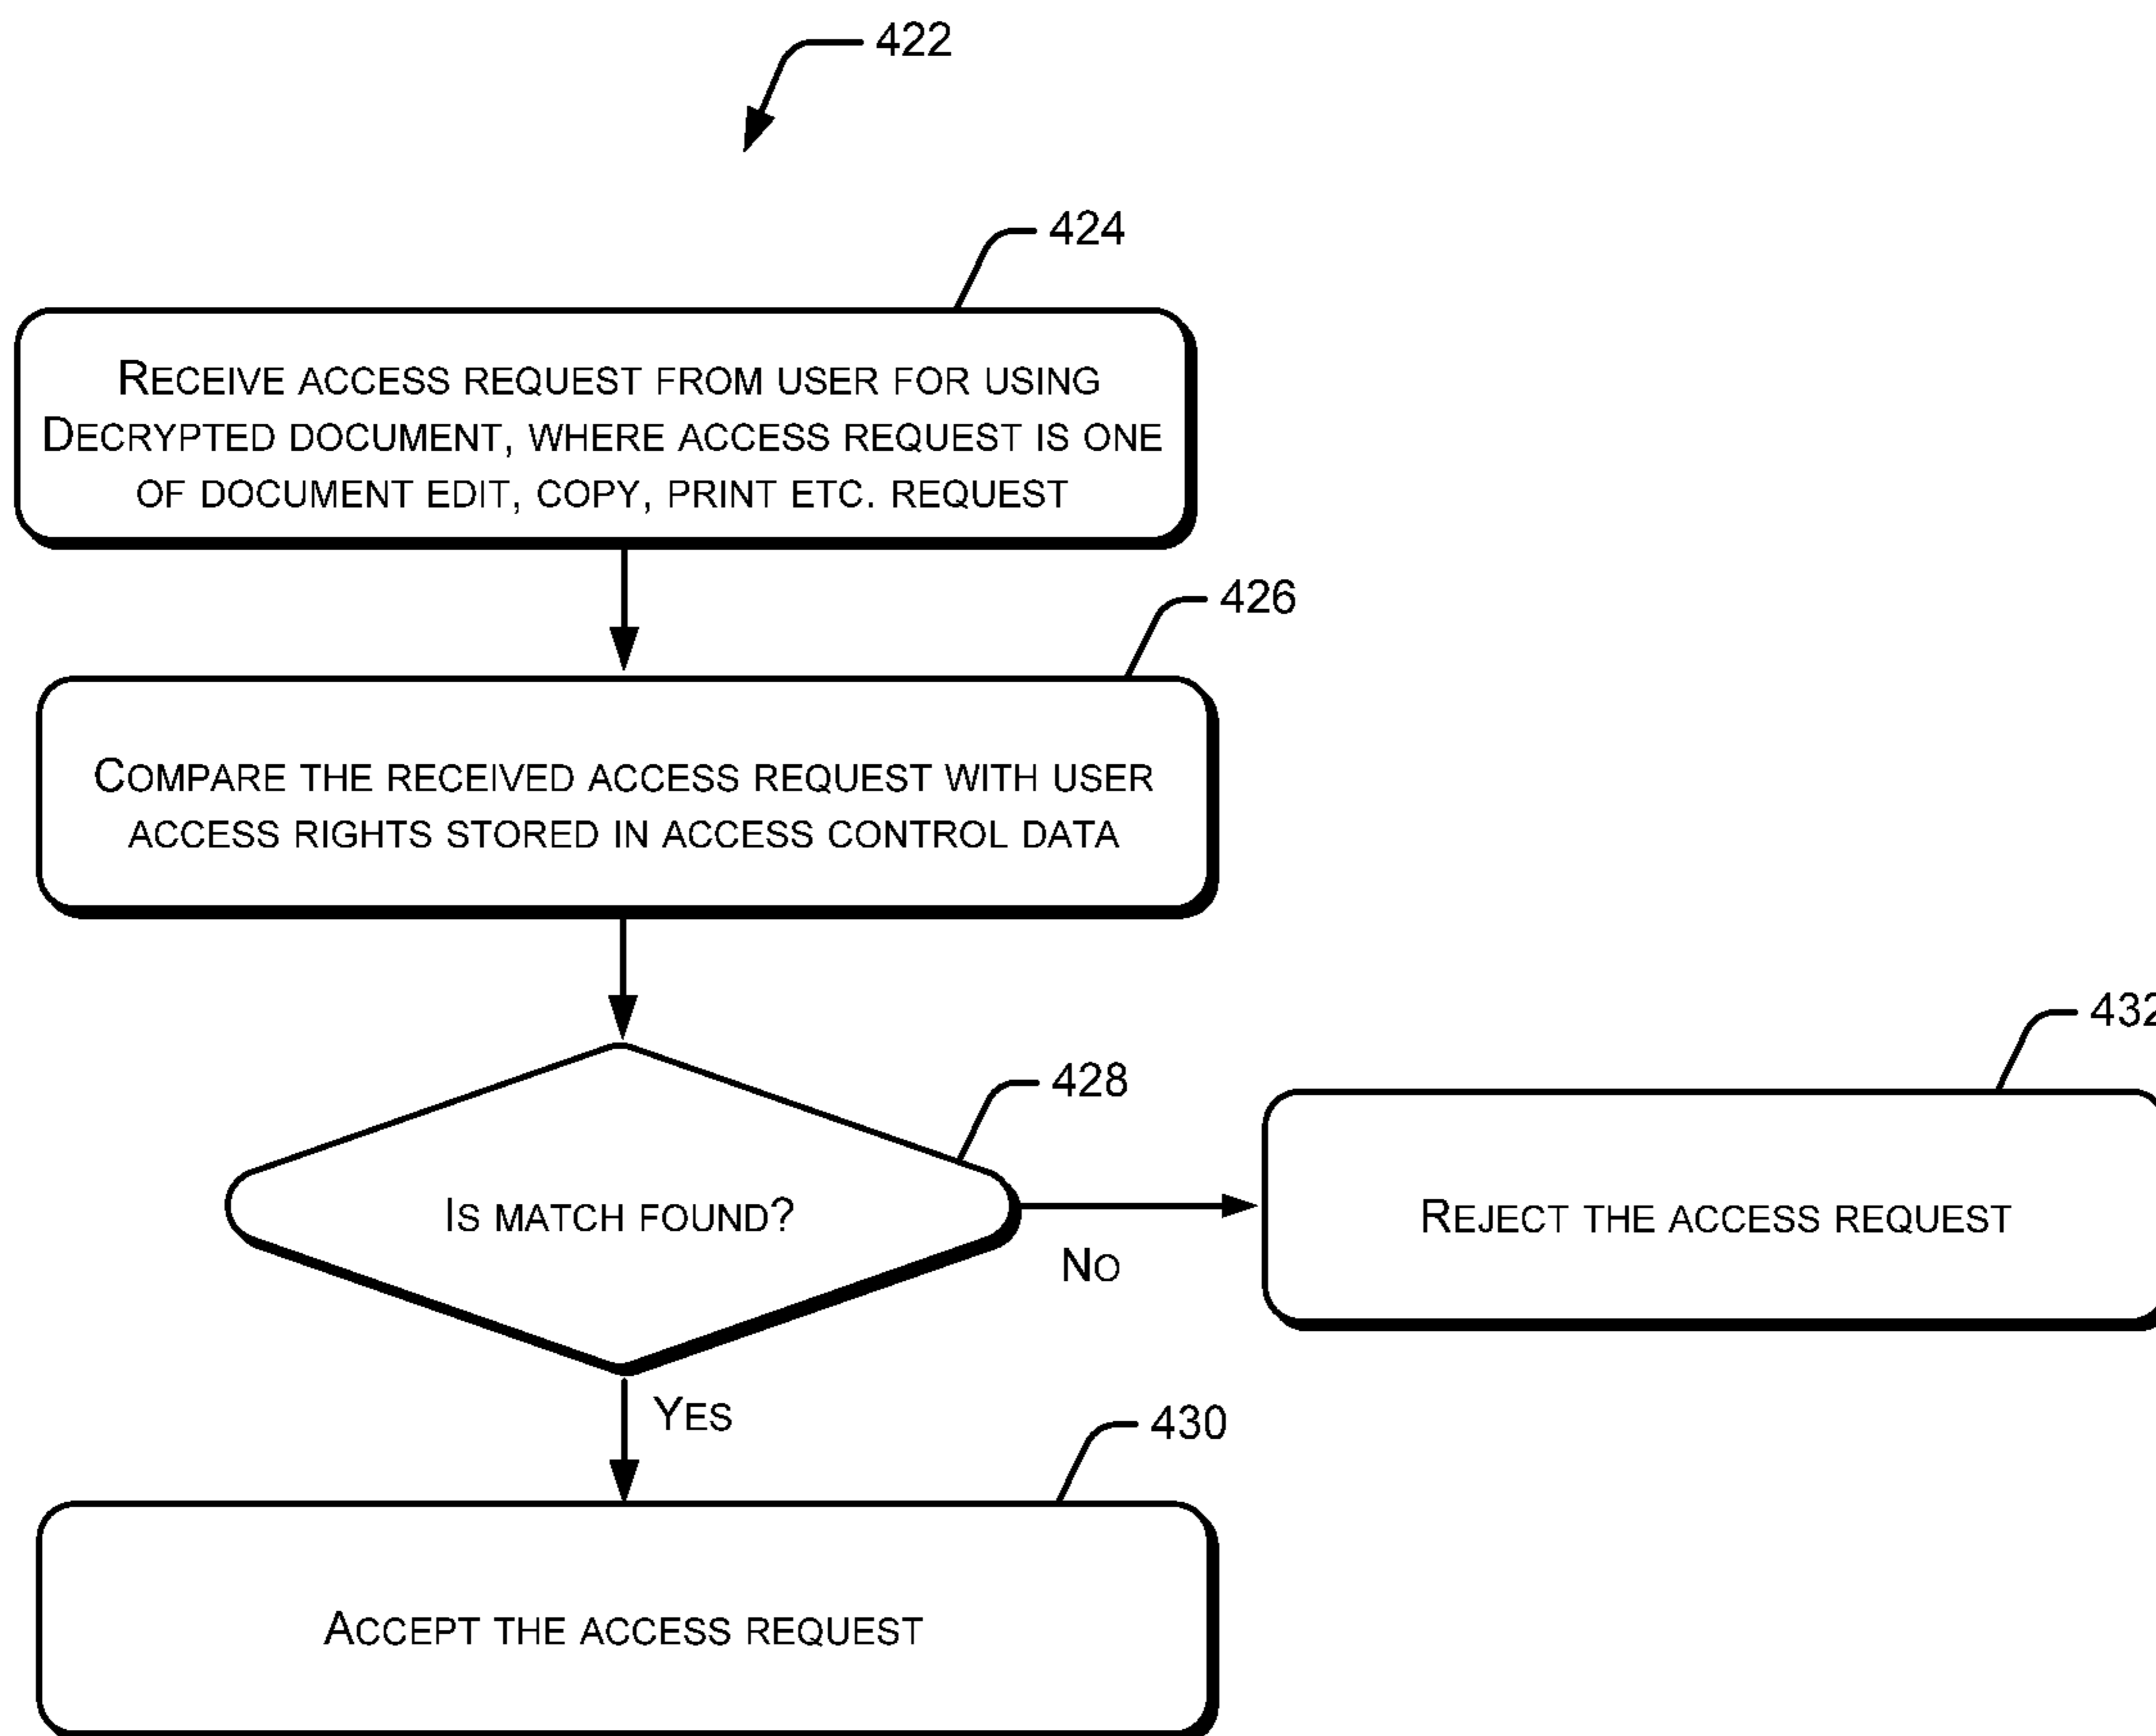 422
424
Receive access request from user for using
Decrypted document, where access request is one
of document edit, copy, print etc. request
426
Compare the received access request with user
access rights stored in access control data
432
428
Is match found?
No
Reject the access request
Yes
430
Accept the access request